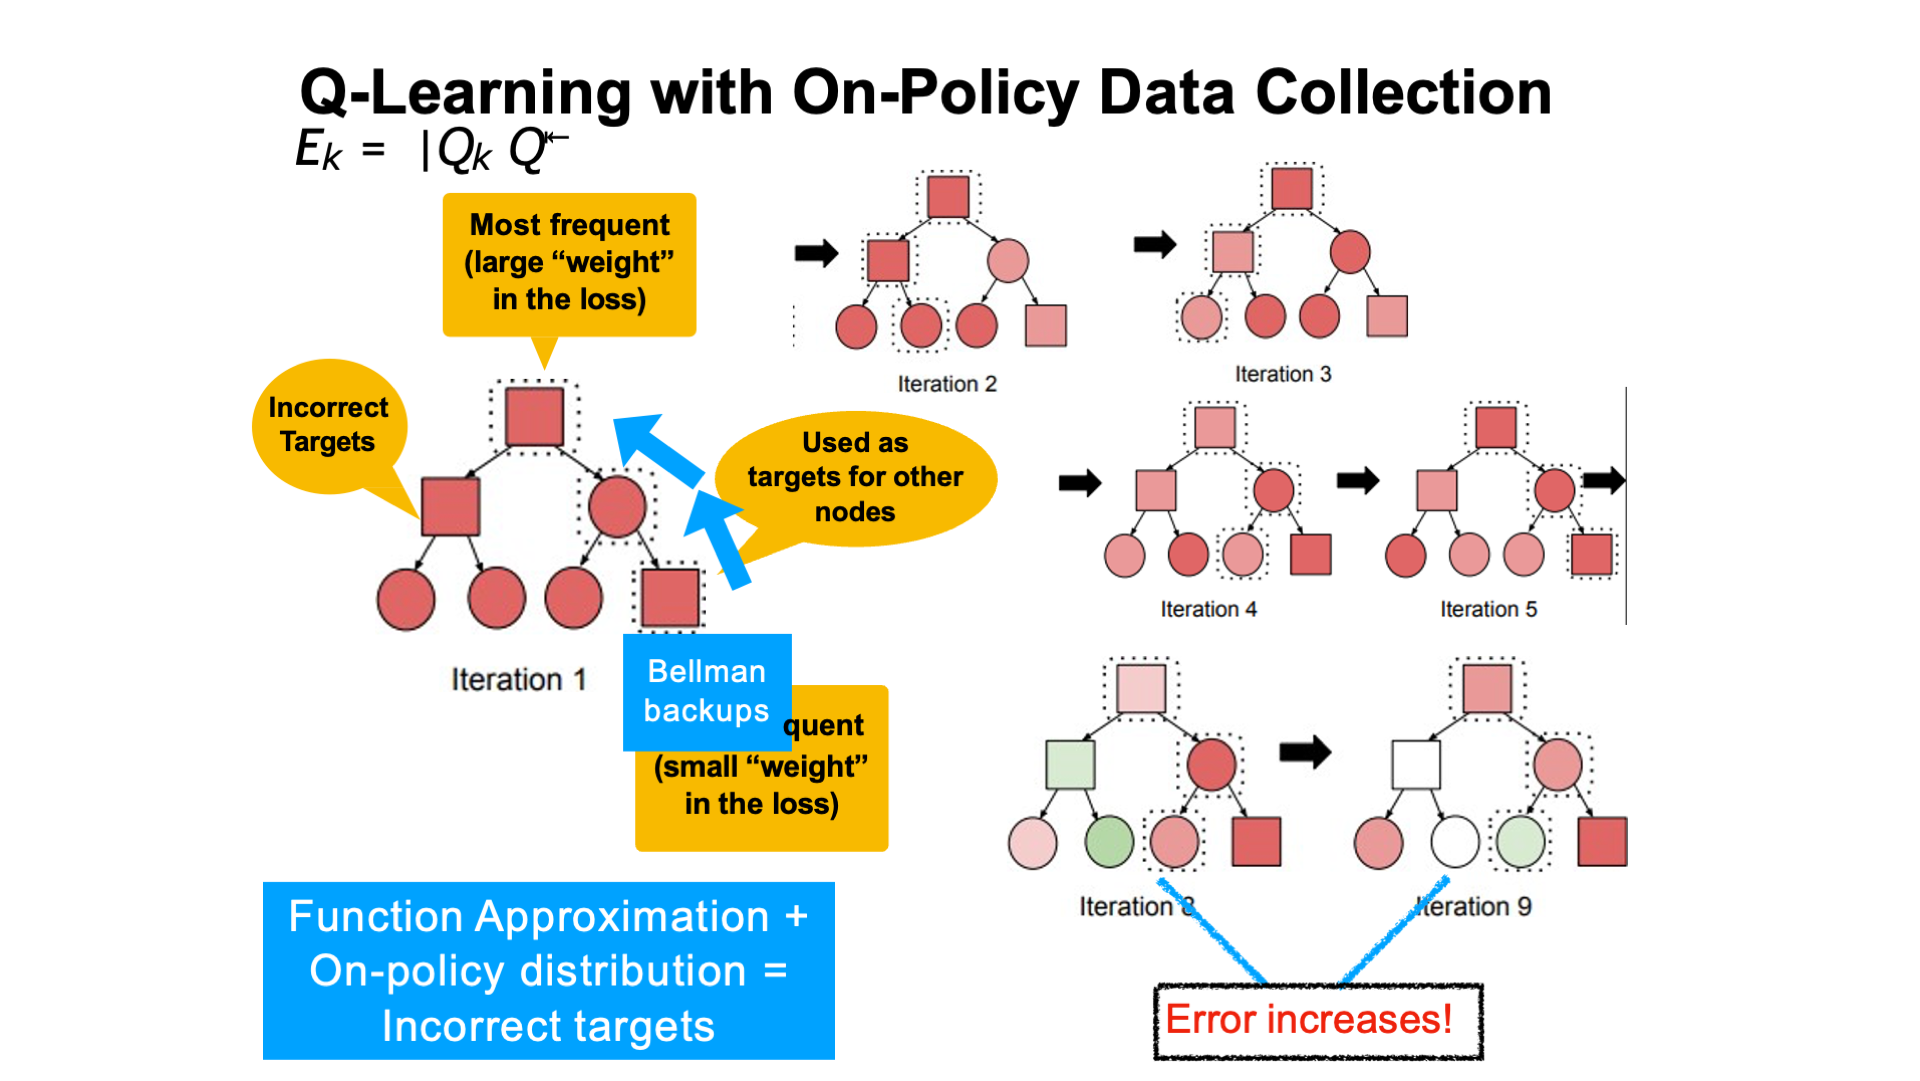 Q-Learning with On-Policy Data Collection
Eₖ = |Qₖ Q
Most frequent
(large “weight”
in the loss)
Incorrect
Targets
Used as
targets for other
nodes
Iteration 1
Bellman
backups
quent
(small “weight”
in the loss)
Function Approximation +
On-policy distribution =
Incorrect targets
Iteration 2
Iteration 3
Iteration 4
Iteration 5
Iteration 8
Iteration 9
Error increases!